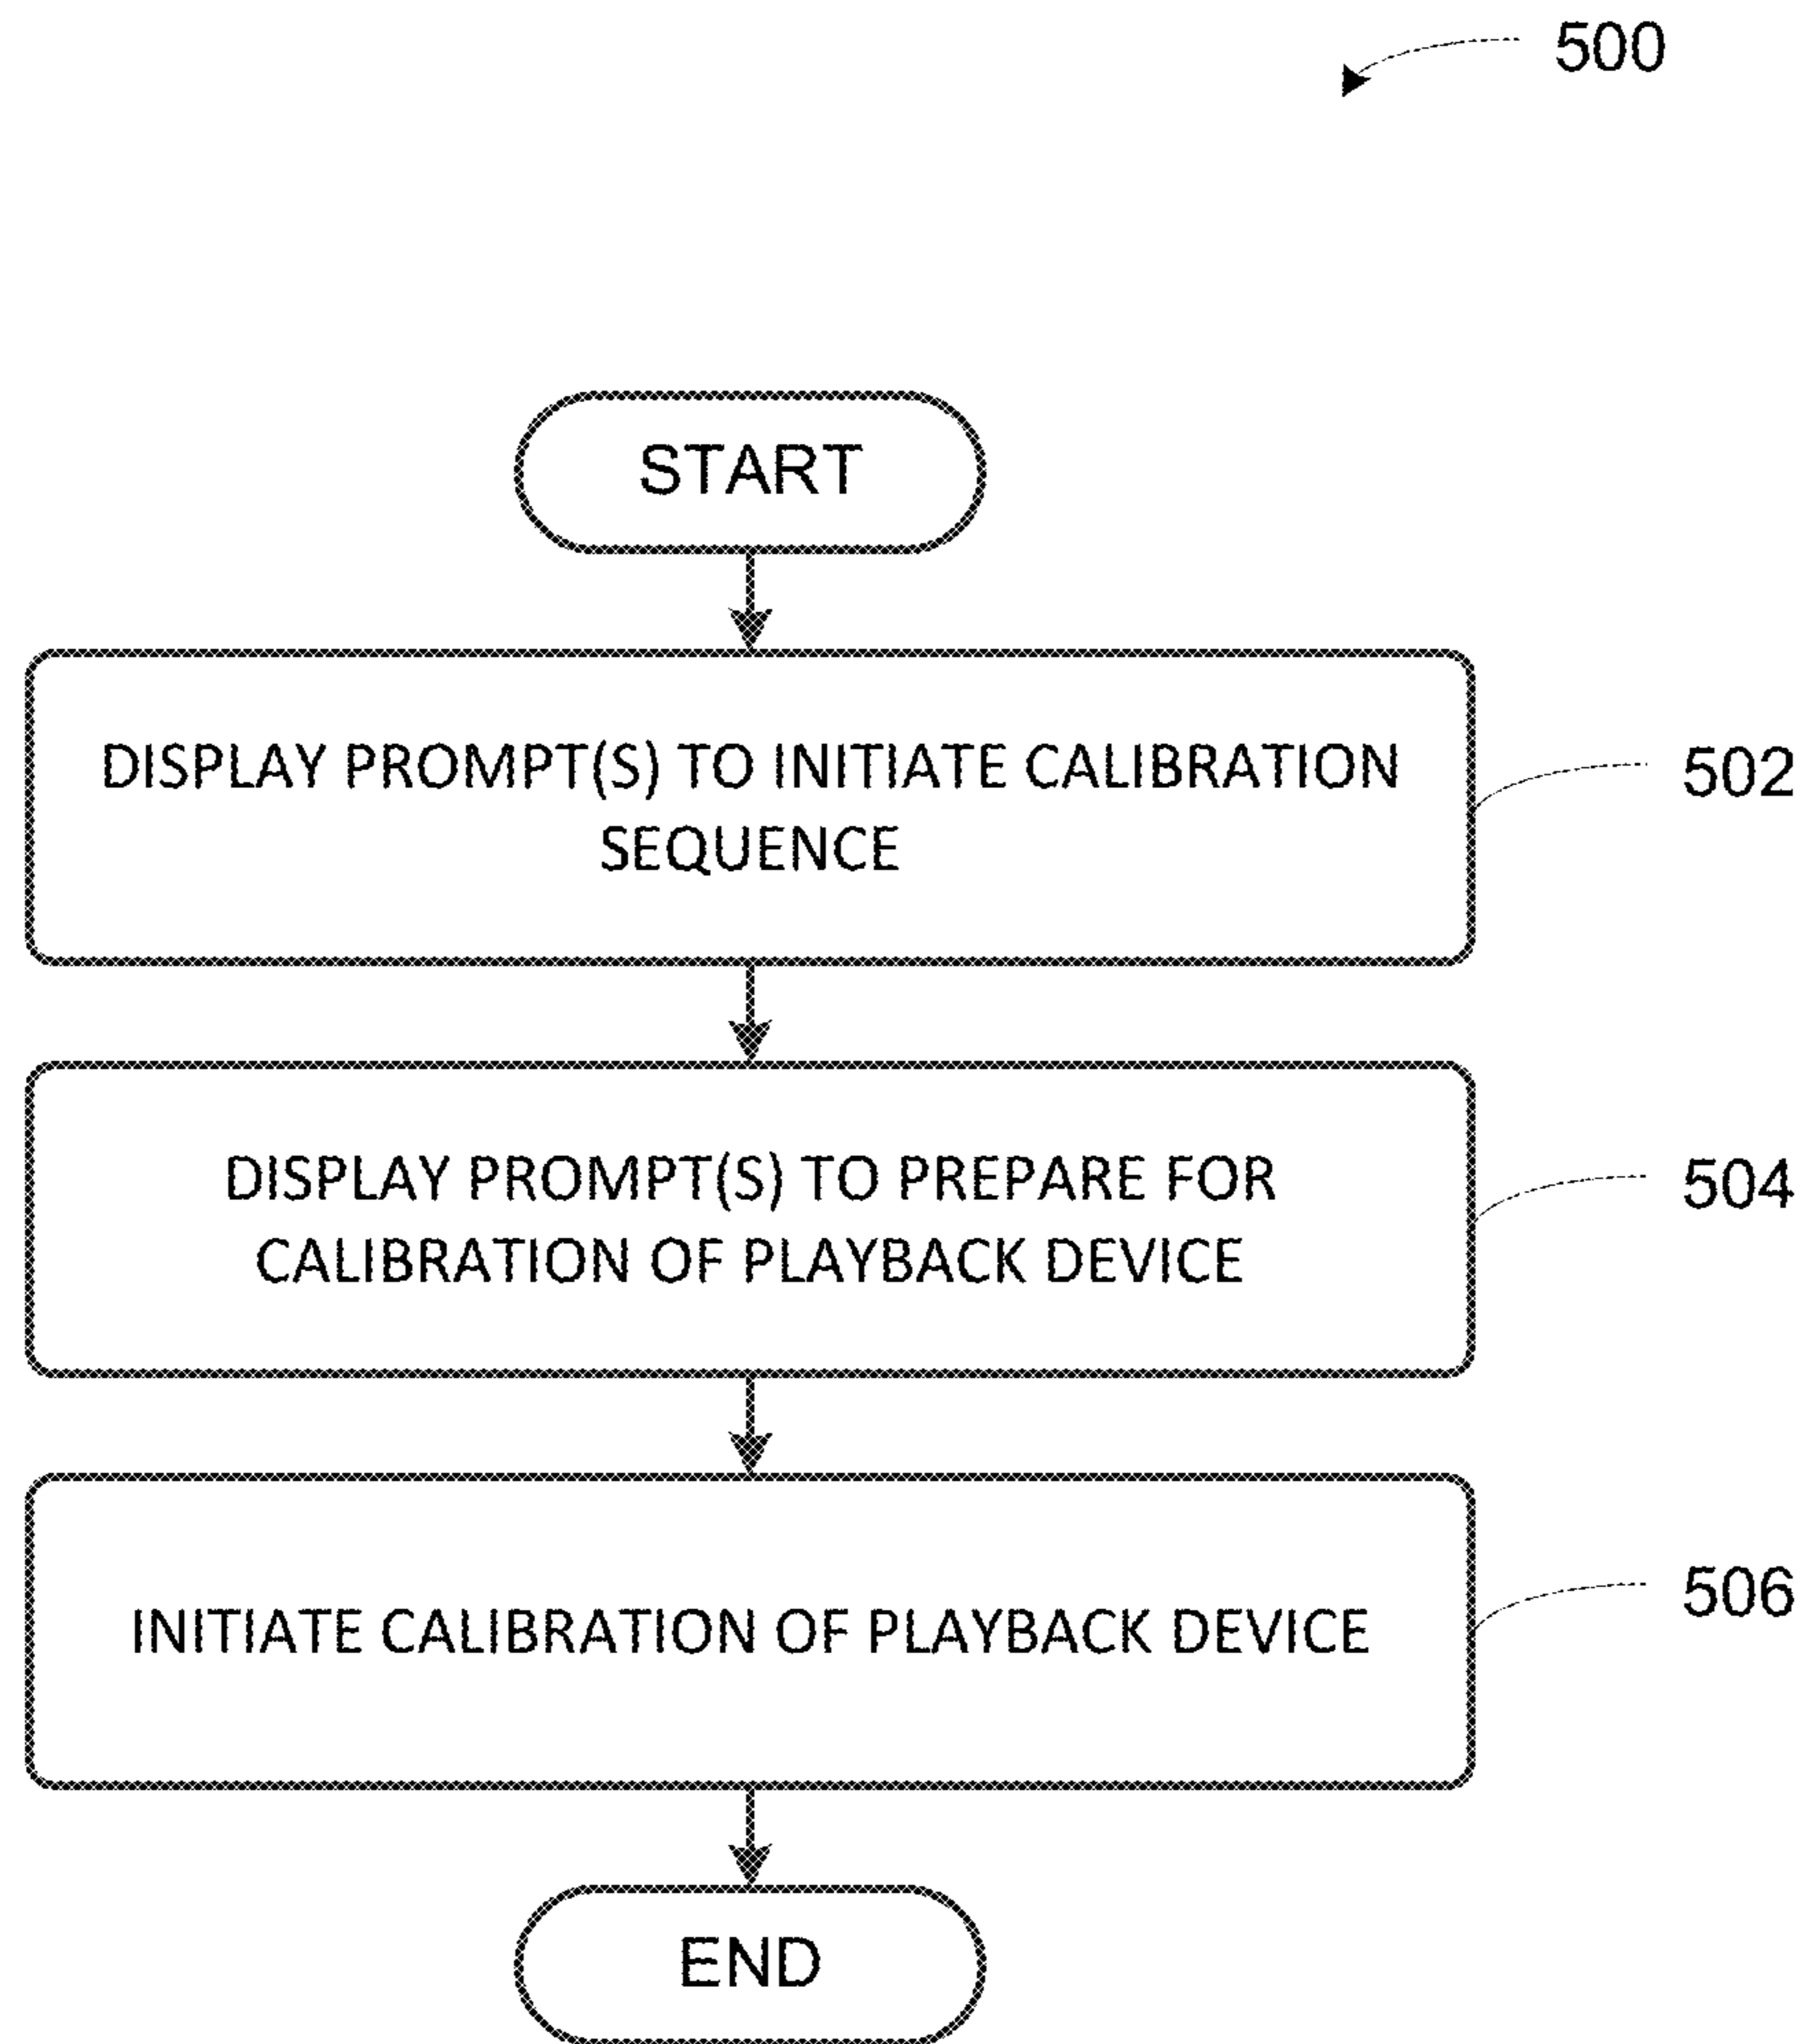 500
START
DISPLAY PROMPT(S) TO INITIATE CALIBRATION
SEQUENCE
502
DISPLAY PROMPT(S) TO PREPARE FOR
CALIBRATION OF PLAYBACK DEVICE
504
INITIATE CALIBRATION OF PLAYBACK DEVICE
506
END